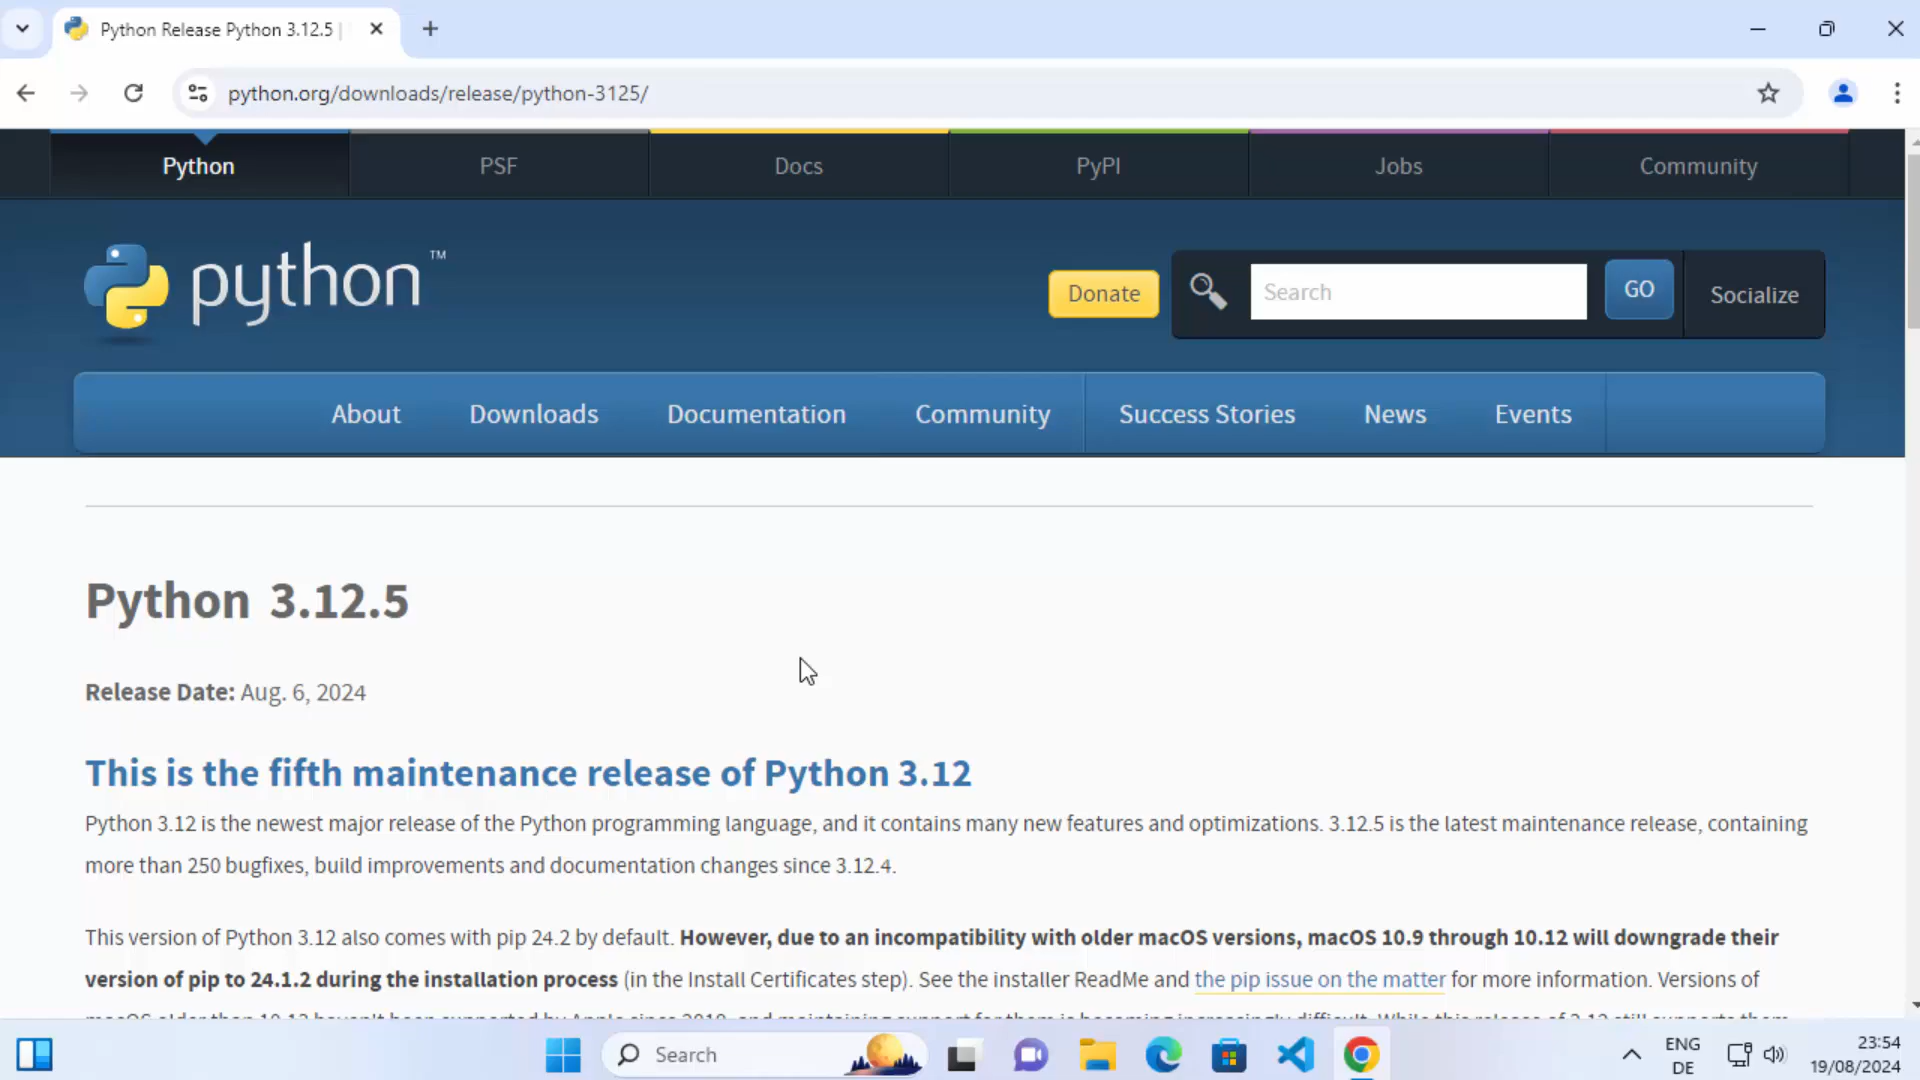 Python Release Python 3.12.5 |
python.org/downloads/release/python-3125/
Python PSF Docs PyPI Jobs Community
python™
Donate Search GO Socialize
About Downloads Documentation Community Success Stories News Events
Python 3.12.5
Release Date: Aug. 6, 2024
This is the fifth maintenance release of Python 3.12
Python 3.12 is the newest major release of the Python programming language, and it contains many new features and optimizations. 3.12.5 is the latest maintenance release, containing
more than 250 bugfixes, build improvements and documentation changes since 3.12.4.
This version of Python 3.12 also comes with pip 24.2 by default. However, due to an incompatibility with older macOS versions, macOS 10.9 through 10.12 will downgrade their
version of pip to 24.1.2 during the installation process (in the Install Certificates step). See the installer ReadMe and the pip issue on the matter for more information. Versions of
Search
ENG
DE
23:54
19/08/2024